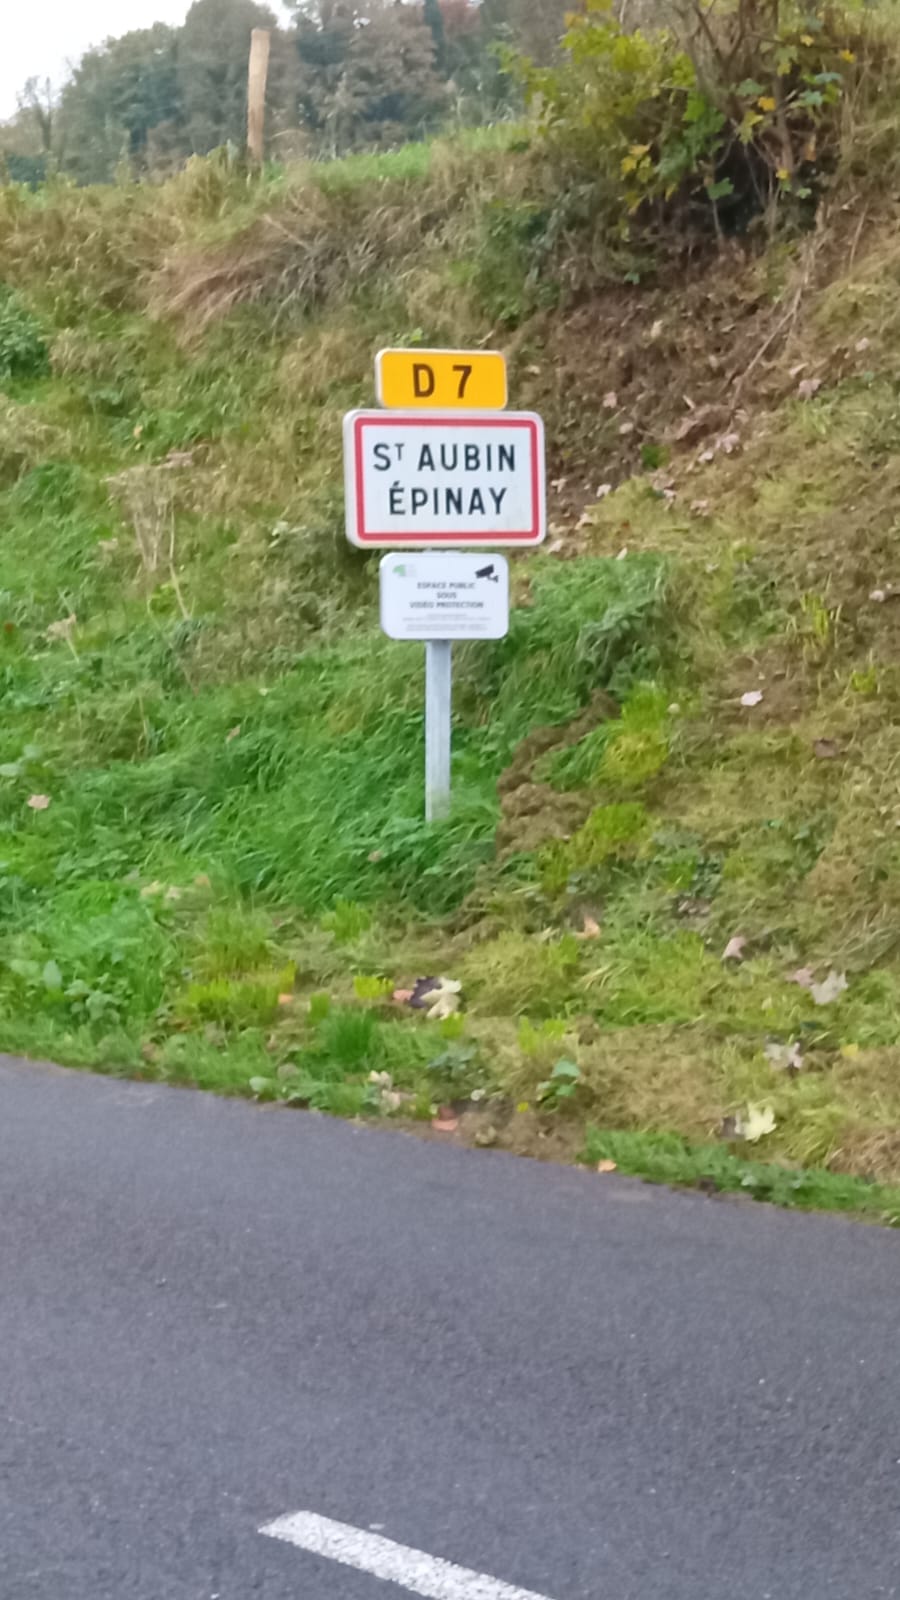 D 7
Sᵀ AUBIN
ÉPINAY
ESPACE PUBLIC
SOUS
VIDÉO PROTECTION